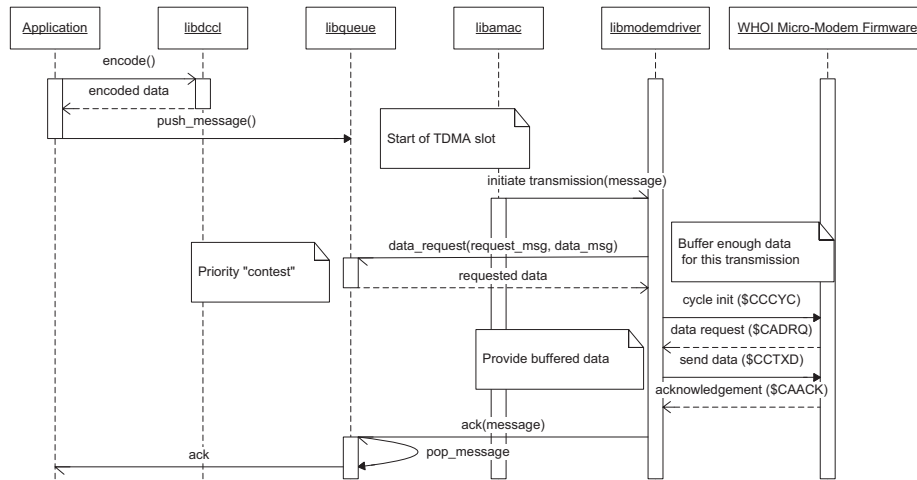 Application
libdccl
libqueue
libamac
libmodemdriver
WHOI Micro-Modem Firmware
encode()
encoded data
push_message()
Start of TDMA slot
initiate transmission(message)
data_request(request_msg, data_msg)
Buffer enough data
for this transmission
Priority "contest"
requested data
cycle init ($CCCYC)
data request ($CADRQ)
Provide buffered data
send data ($CCTXD)
acknowledgement ($CAACK)
ack(message)
pop_message
ack